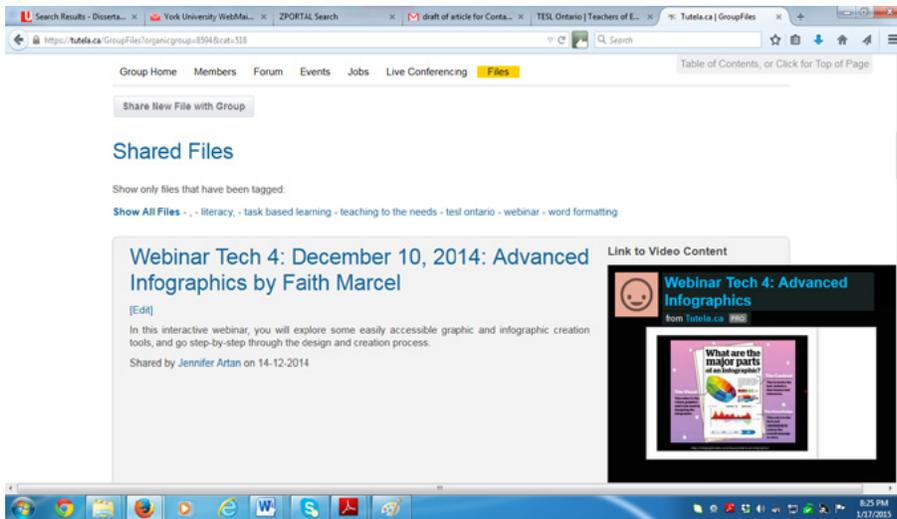 Search Results - Disserta... ×
York University WebMai... ×
ZPORTAL Search ×
draft of article for Conta... ×
TESL Ontario | Teachers of E... ×
Tutela.ca | GroupFiles ×
https://tutela.ca/GroupFiles?organicgroup=8594&cat=518
Search
Group Home Members Forum Events Jobs Live Conferencing Files
Table of Contents, or Click for Top of Page
Share New File with Group
Shared Files
Show only files that have been tagged:
Show All Files - , - literacy, - task based learning - teaching to the needs - tesl ontario - webinar - word formatting
Webinar Tech 4: December 10, 2014: Advanced
Infographics by Faith Marcel
[Edit]
In this interactive webinar, you will explore some easily accessible graphic and infographic creation
tools, and go step-by-step through the design and creation process.
Shared by Jennifer Artan on 14-12-2014
Link to Video Content
Webinar Tech 4: Advanced
Infographics
from Tutela.ca PRO
What are the
major parts
of an Infographic?
8:25 PM
1/17/2015